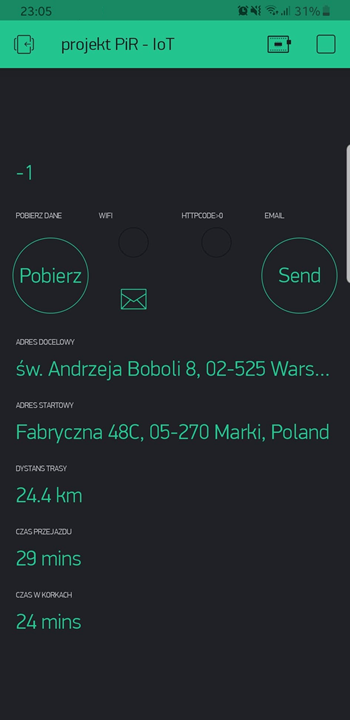 23:05
31%
projekt PiR - IoT
-1
POBIERZ DANE WIFI HTTPCODE>0 EMAIL
Pobierz Send
ADRES DOCELOWY
św. Andrzeja Boboli 8, 02-525 Wars...
ADRES STARTOWY
Fabryczna 48C, 05-270 Marki, Poland
DYSTANS TRASY
24.4 km
CZAS PRZEJAZDU
29 mins
CZAS W KORKACH
24 mins